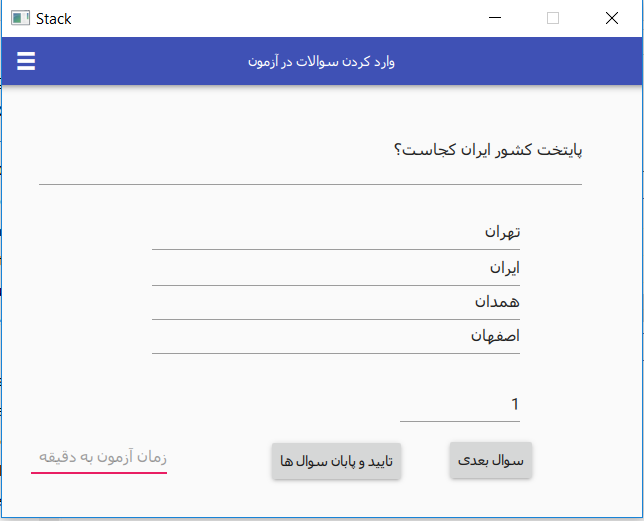 Stack
وارد کردن سوالات در آزمون
پایتخت کشور ایران کجاست؟
تهران
ایران
همدان
اصفهان
1
سوال بعدی
تایید و پابان سوال ها
زمان آزمون به دقیقه